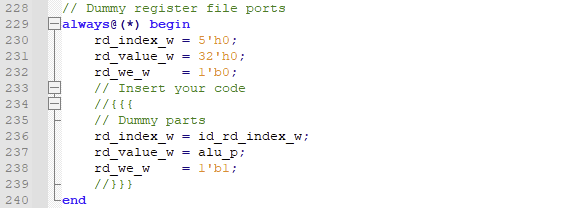 228 // Dummy register file ports
229 always@(*) begin
230 rd_index_w = 5'h0;
231 rd_value_w = 32'h0;
232 rd_we_w = 1'b0;
233 // Insert your code
234 //{{{
235 // Dummy parts
236 rd_index_w = id_rd_index_w;
237 rd_value_w = alu_p;
238 rd_we_w = 1'b1;
239 //}}}
240 end